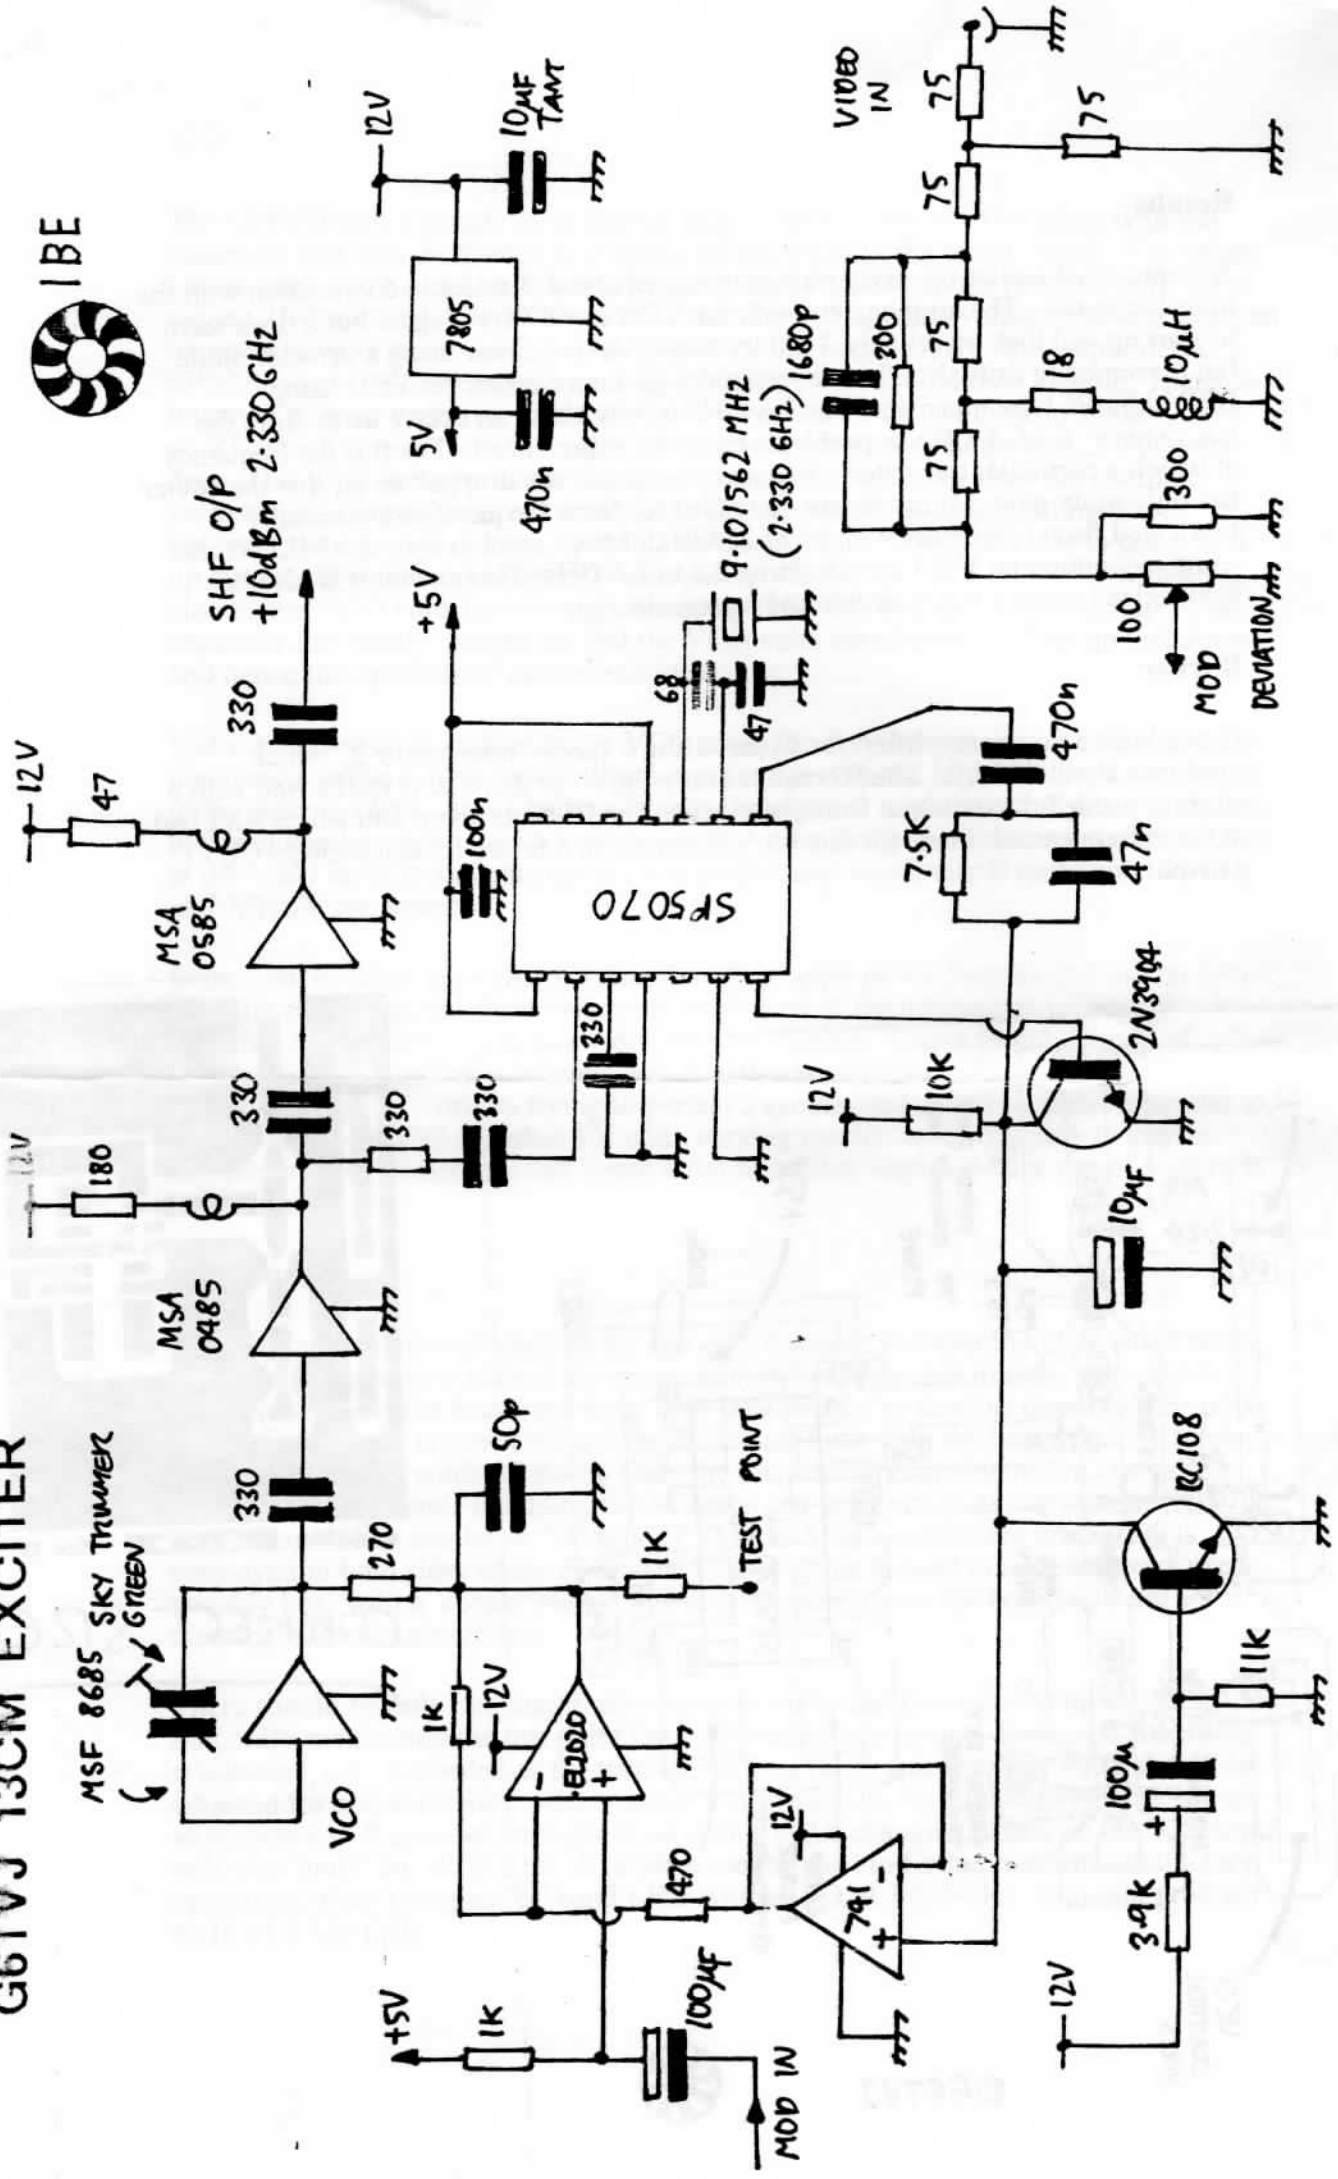 G6TVJ 13CM EXCITER
IBE
MSF 8685
SKY TRIMMER
GREEN
VCO
330
270
MSA
0485
12V
180
330
330
330
MSA
0585
12V
47
330
SHF O/P
+10dBm 2.330 GHz
1K
50p
12V
-
EL2020
+
1K
TEST POINT
+5V
1K
100µF
MOD IN
470
12V
741
+
-
330
SP5070
100n
+5V
5V
7805
12V
470n
10µF
TANT
68
47
9.101562 MHz
(2.330 GHz)
12V
10K
2N3904
7.5K
47n
470n
10µF
12V
3.9K
+
100µ
11K
BC108
VIDEO
IN
75
75
75
1680p
300
75
75
18
10µH
300
100
MOD
DEVIATION